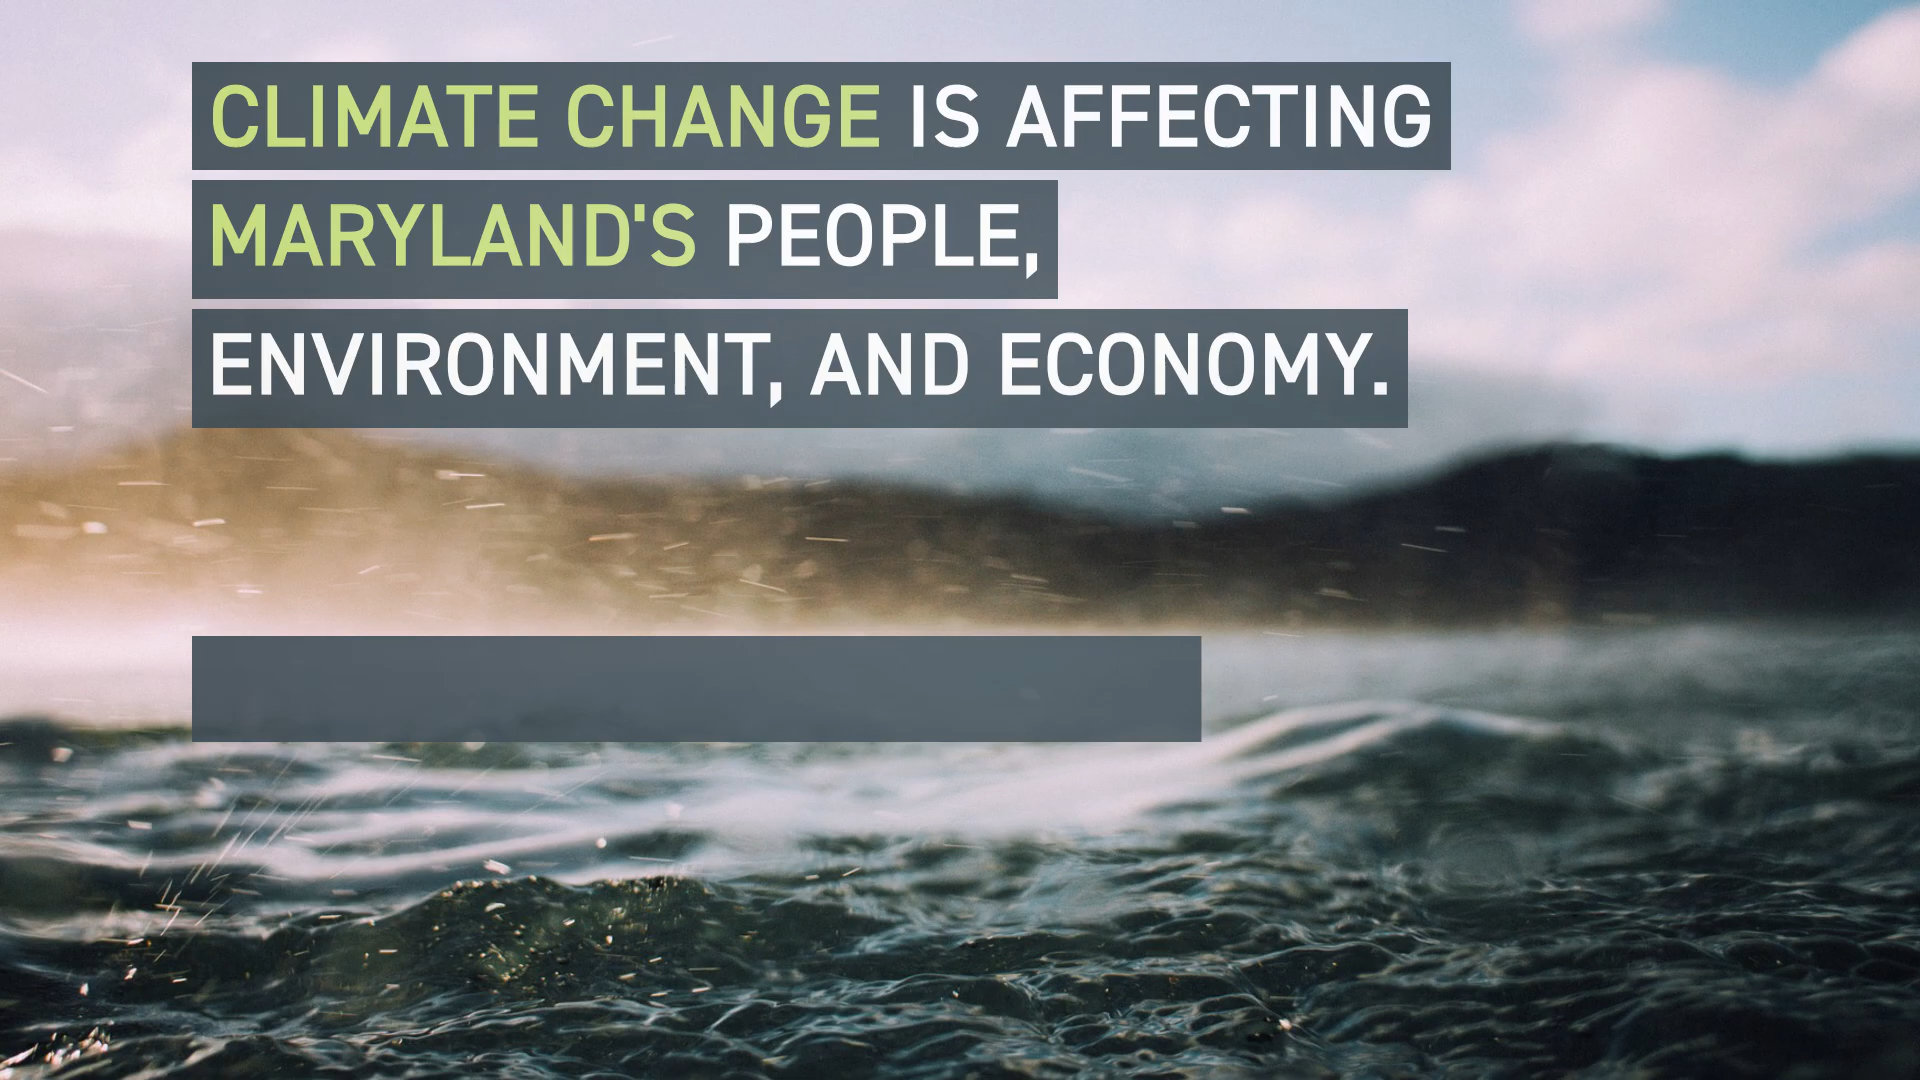 CLIMATE CHANGE IS AFFECTING
MARYLAND'S PEOPLE,
ENVIRONMENT, AND ECONOMY.